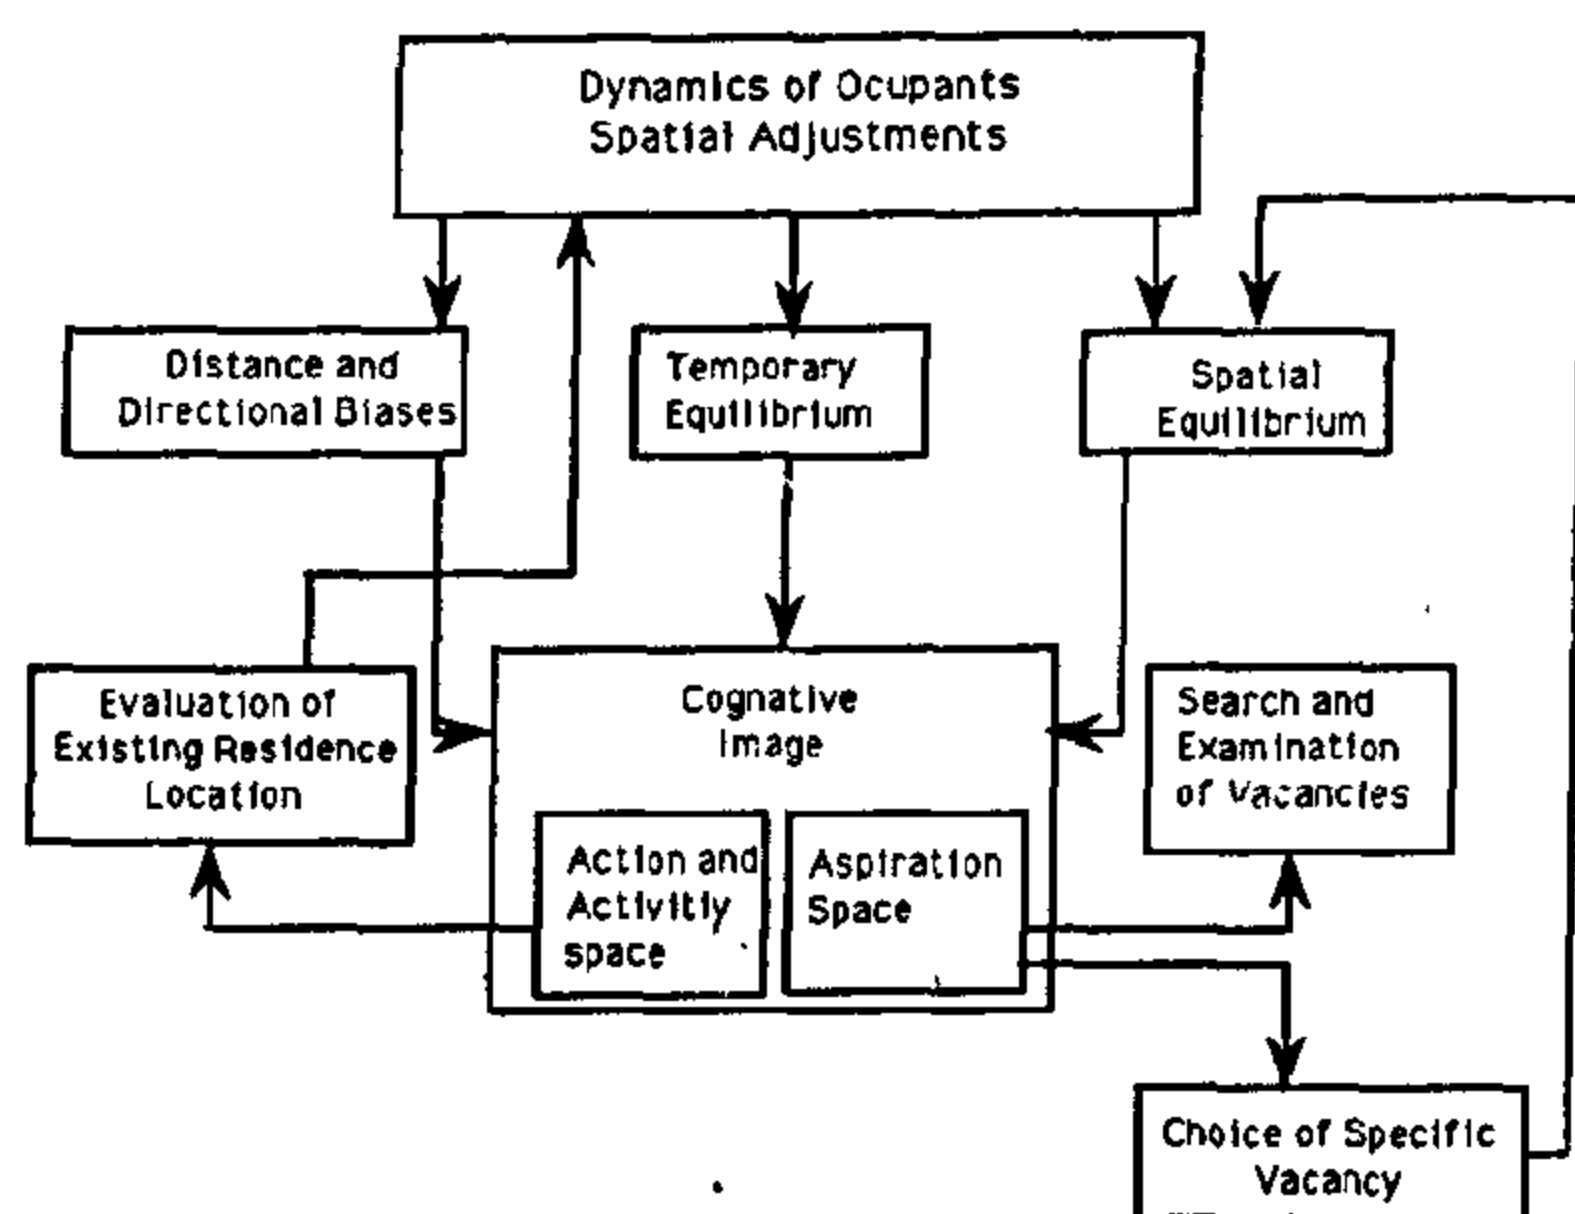 Dynamics of Ocupants
Spatial Adjustments
Distance and
Directional Biases
Temporary
Equilibrium
Spatial
Equilibrium
Evaluation of
Existing Residence
Location
Cognative
Image
Search and
Examination
of Vacancies
Action and
Activitiy
space
Aspiration
Space
Choice of Specific
Vacancy